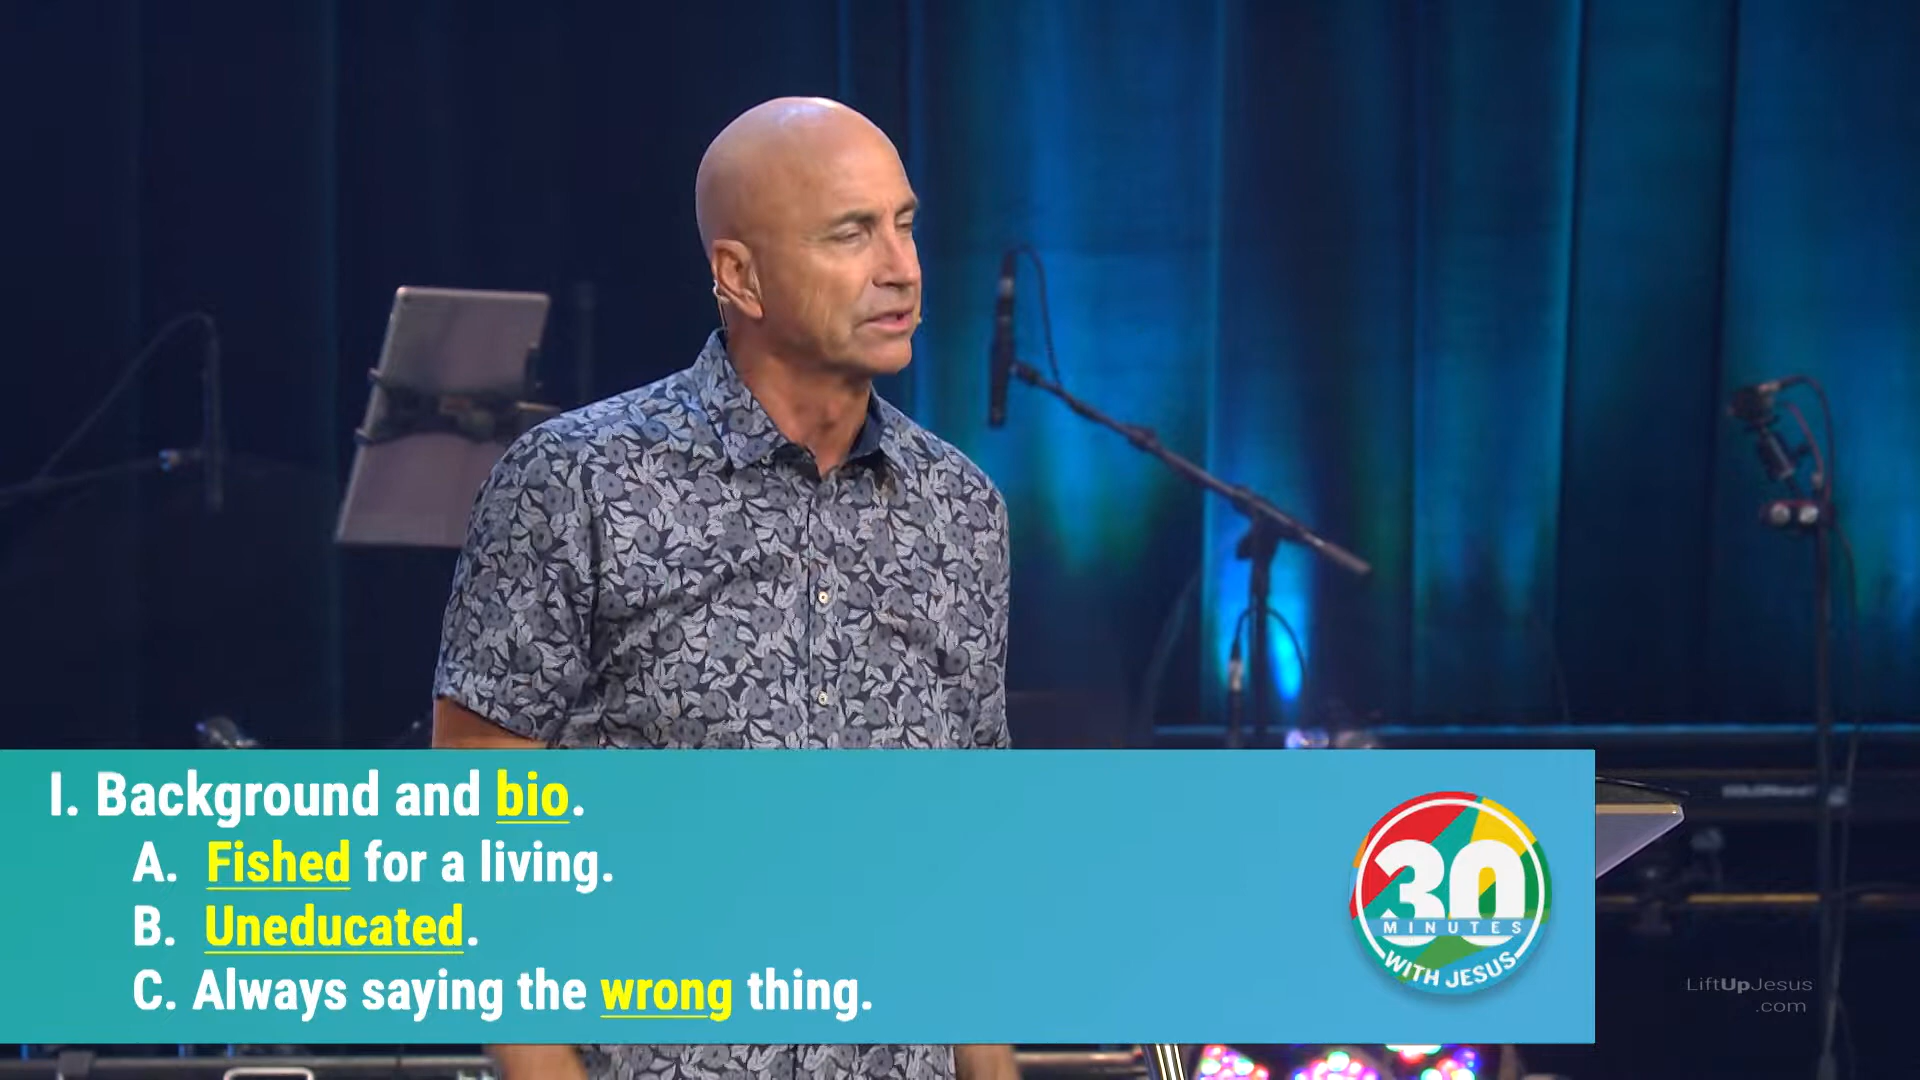 I. Background and bio.
A. Fished for a living.
B. Uneducated.
C. Always saying the wrong thing.
30
MINUTES
WITH JESUS
LiftUpJesus
.com